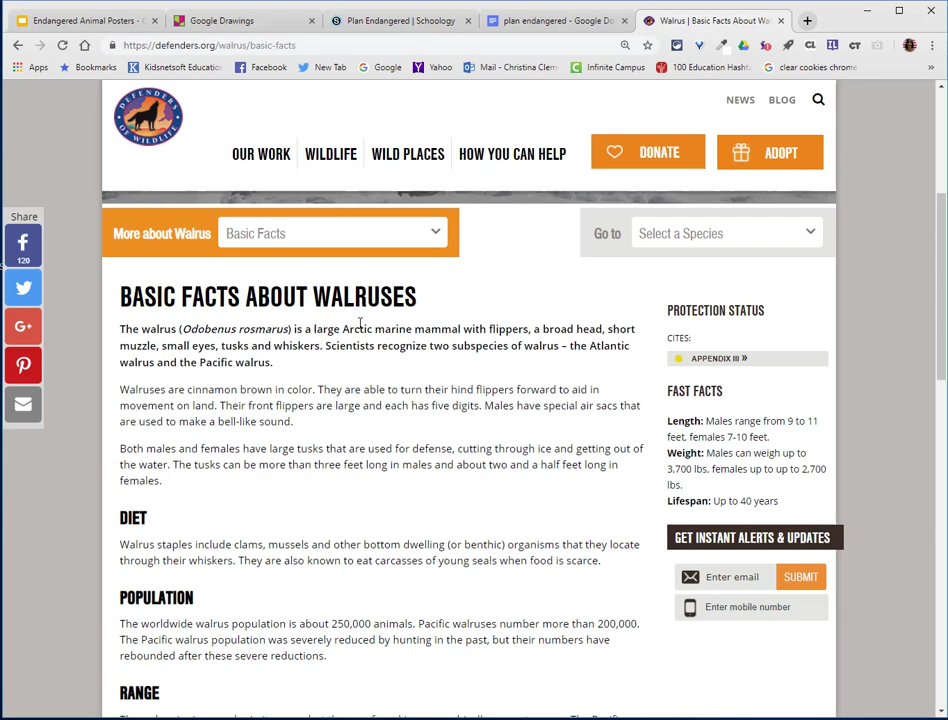 Endangered Animal Posters -
Google Drawings
Plan Endangered | Schoology
plan endangered - Google Do
Walrus | Basic Facts About Wa
https://defenders.org/walrus/basic-facts
Apps
Bookmarks
Kidsnetsoft Education
Facebook
New Tab
Google
Yahoo
Mail - Christina Clem
Infinite Campus
100 Education Hasht
clear cookies chrome
DEFENDERS OF WILDLIFE
NEWS
BLOG
OUR WORK
WILDLIFE
WILD PLACES
HOW YOU CAN HELP
DONATE
ADOPT
Share
120
More about Walrus
Basic Facts
Go to
Select a Species
BASIC FACTS ABOUT WALRUSES
The walrus (Odobenus rosmarus) is a large Arctic marine mammal with flippers, a broad head, short
muzzle, small eyes, tusks and whiskers. Scientists recognize two subspecies of walrus – the Atlantic
walrus and the Pacific walrus.
Walruses are cinnamon brown in color. They are able to turn their hind flippers forward to aid in
movement on land. Their front flippers are large and each has five digits. Males have special air sacs that
are used to make a bell-like sound.
Both males and females have large tusks that are used for defense, cutting through ice and getting out of
the water. The tusks can be more than three feet long in males and about two and a half feet long in
females.
DIET
Walrus staples include clams, mussels and other bottom dwelling (or benthic) organisms that they locate
through their whiskers. They are also known to eat carcasses of young seals when food is scarce.
POPULATION
The worldwide walrus population is about 250,000 animals. Pacific walruses number more than 200,000.
The Pacific walrus population was severely reduced by hunting in the past, but their numbers have
rebounded after these severe reductions.
RANGE
PROTECTION STATUS
CITES:
APPENDIX III »
FAST FACTS
Length: Males range from 9 to 11
feet, females 7-10 feet.
Weight: Males can weigh up to
3,700 lbs, females up to up to 2,700
lbs.
Lifespan: Up to 40 years
GET INSTANT ALERTS & UPDATES
Enter email
SUBMIT
Enter mobile number